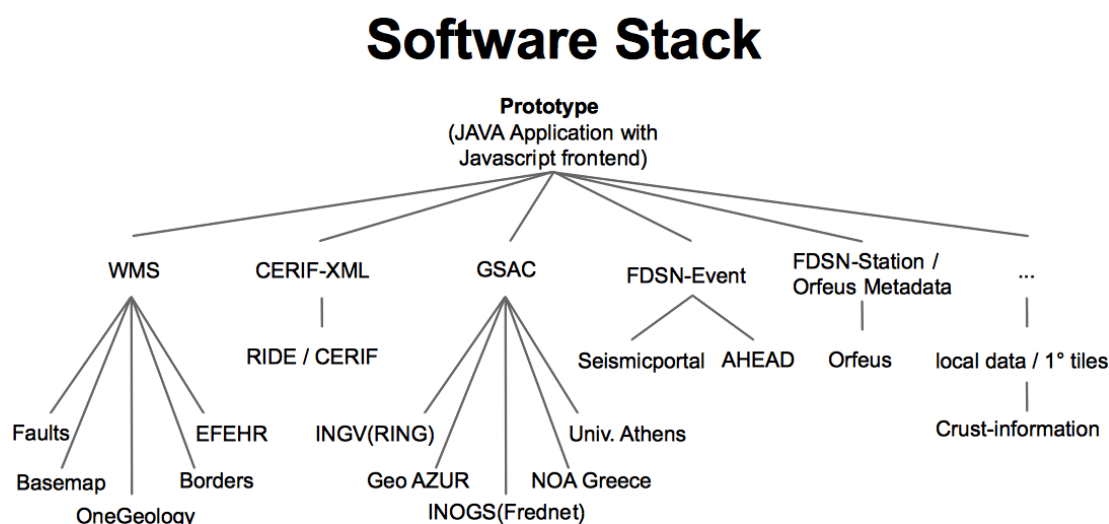 Software Stack
Prototype
(JAVA Application with
Javascript frontend)
WMS
CERIF-XML
GSAC
FDSN-Event
FDSN-Station /
Orfeus Metadata
...
RIDE / CERIF
Seismicportal
AHEAD
Orfeus
local data / 1° tiles
Faults
EFEHR
INGV(RING)
Univ. Athens
Crust-information
Basemap
Borders
Geo AZUR
NOA Greece
OneGeology
INOGS(Frednet)